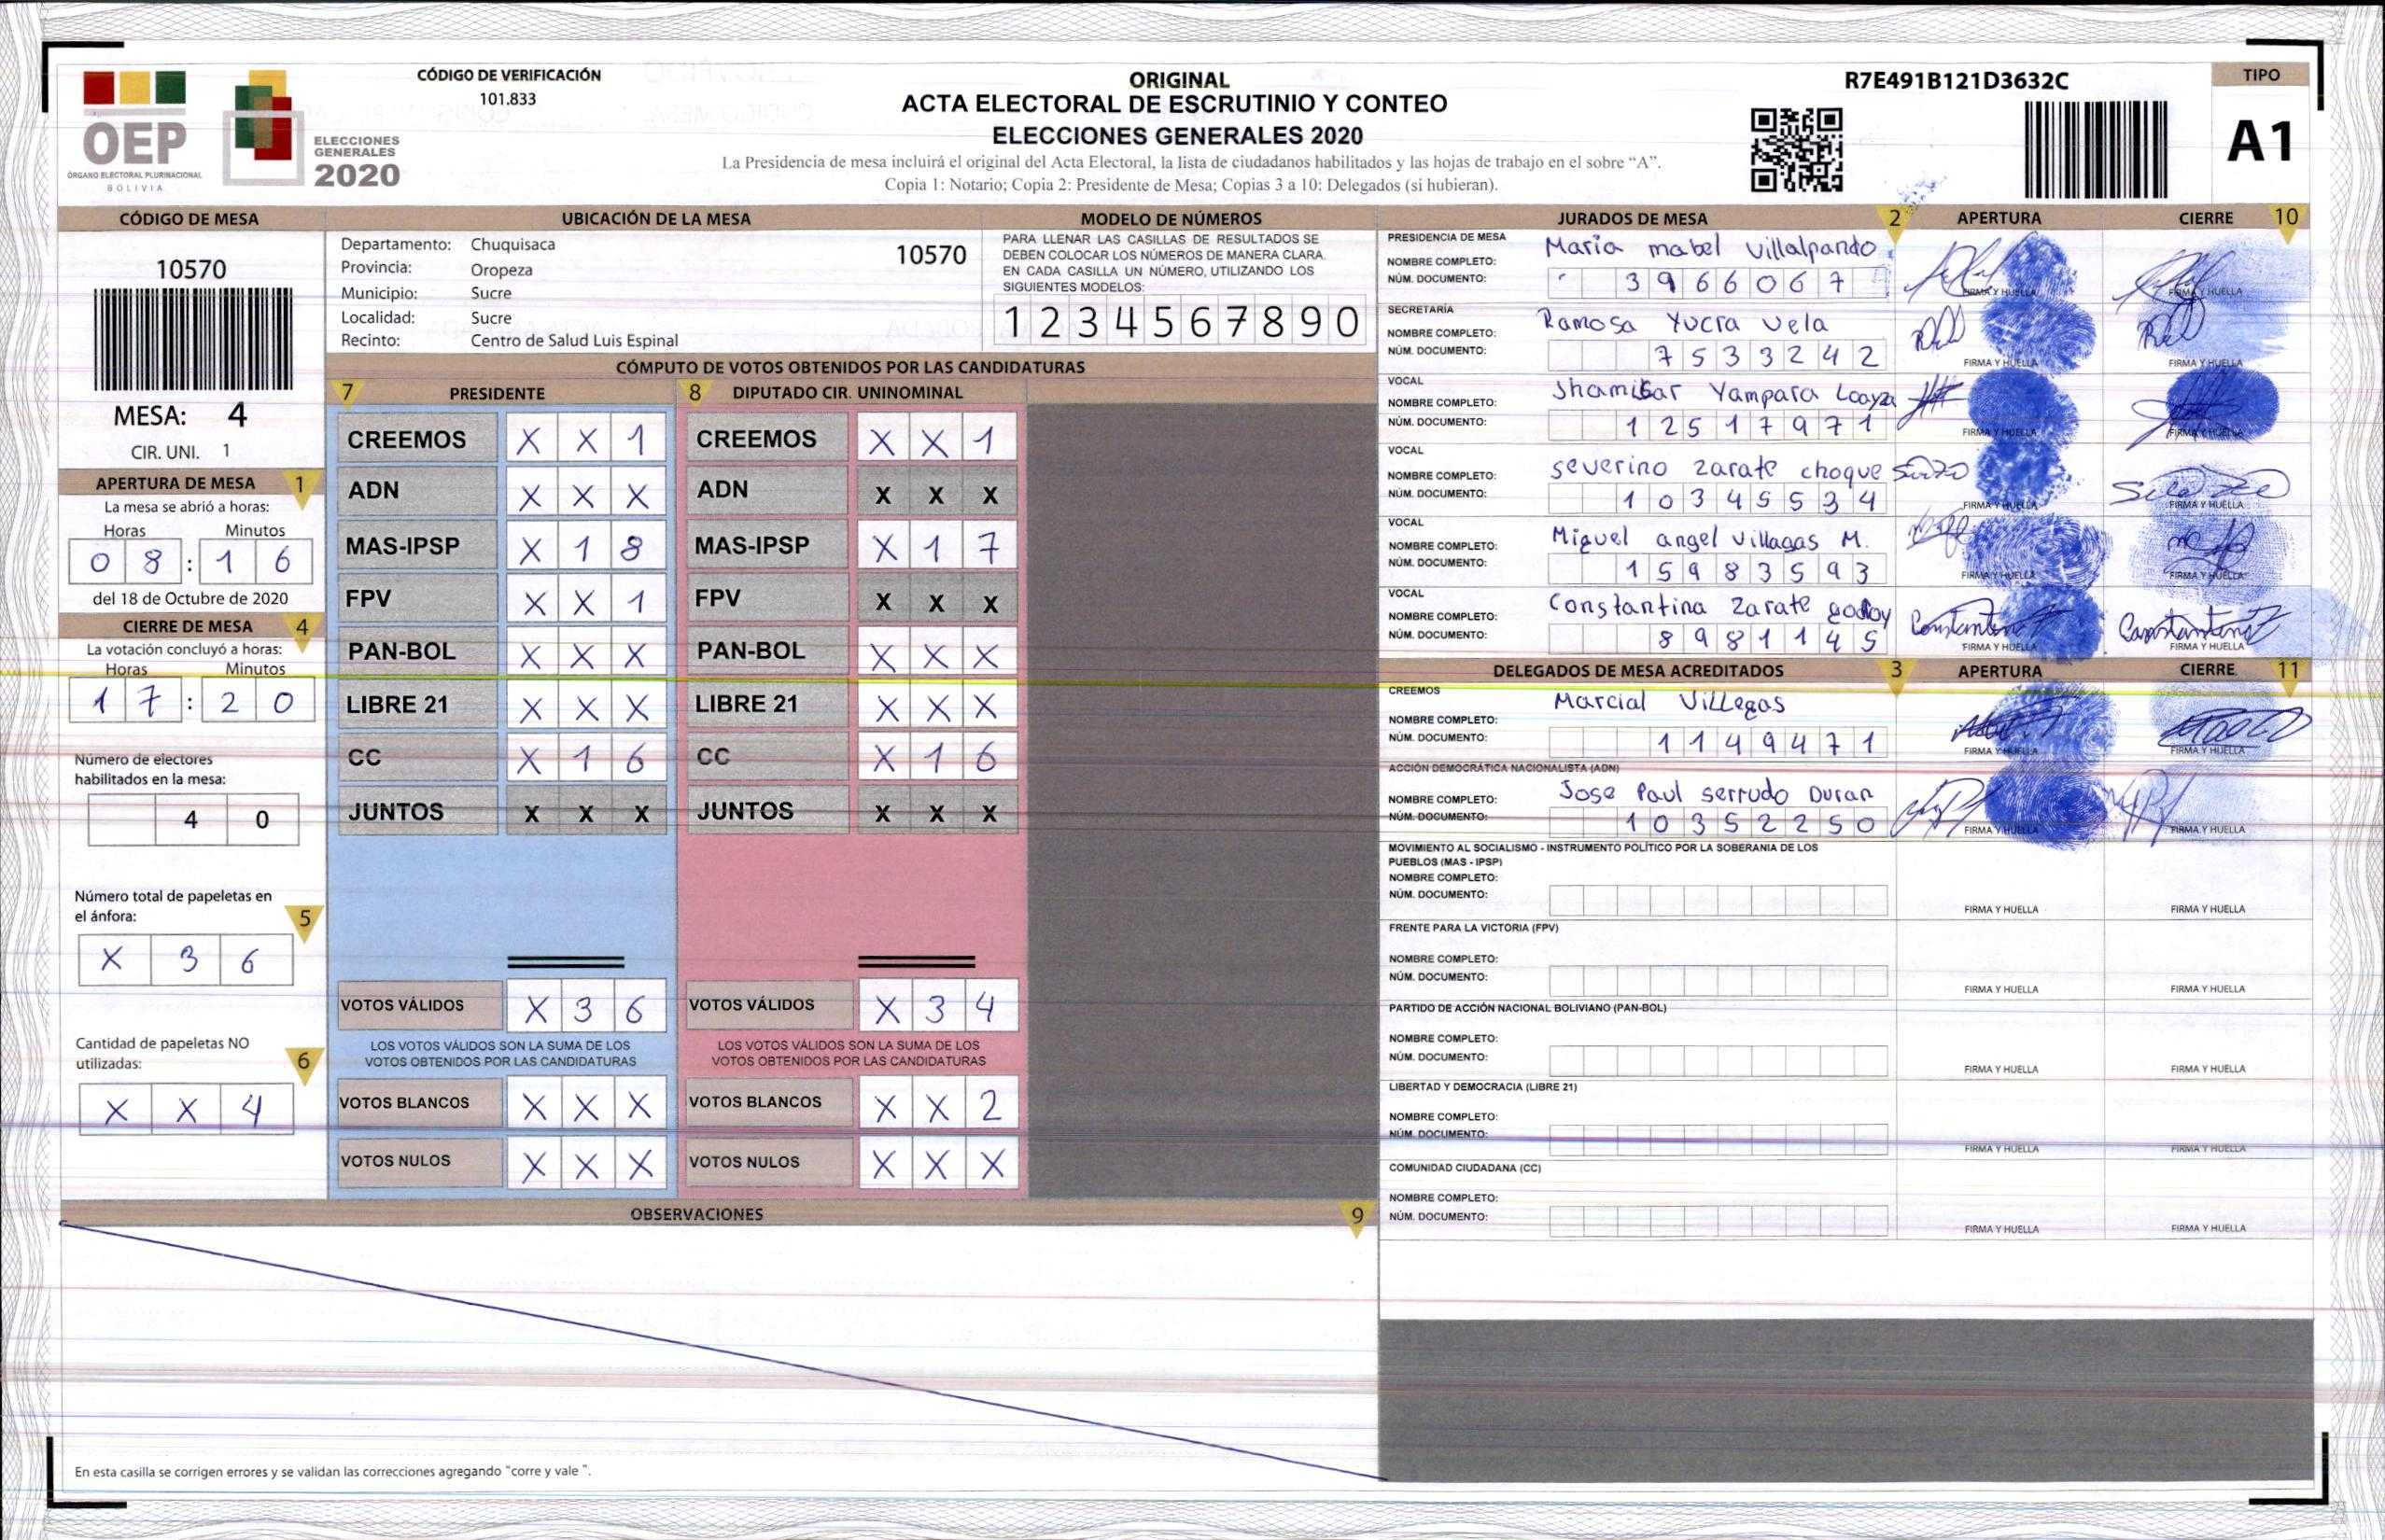 CÓDIGO DE VERIFICACIÓN
101.833
OEP
ÓRGANO ELECTORAL PLURINACIONAL
BOLIVIA
ELECCIONES
GENERALES
2020
ORIGINAL
ACTA ELECTORAL DE ESCRUTINIO Y CONTEO
ELECCIONES GENERALES 2020
La Presidencia de mesa incluirá el original del Acta Electoral, la lista de ciudadanos habilitados y las hojas de trabajo en el sobre “A”.
Copia 1: Notario; Copia 2: Presidente de Mesa; Copias 3 a 10: Delegados (si hubieran).
R7E491B121D3632C
TIPO
A1
CÓDIGO DE MESA
10570
MESA: 4
CIR. UNI. 1
APERTURA DE MESA 1
La mesa se abrió a horas:
Horas Minutos
0 8 : 1 6
del 18 de Octubre de 2020
CIERRE DE MESA 4
La votación concluyó a horas:
Horas Minutos
1 7 : 2 0
Número de electores
habilitados en la mesa:
4 0
Número total de papeletas en
el ánfora: 5
X 3 6
Cantidad de papeletas NO
utilizadas: 6
X X 4
UBICACIÓN DE LA MESA
Departamento: Chuquisaca 10570
Provincia: Oropeza
Municipio: Sucre
Localidad: Sucre
Recinto: Centro de Salud Luis Espinal
MODELO DE NÚMEROS
PARA LLENAR LAS CASILLAS DE RESULTADOS SE
DEBEN COLOCAR LOS NÚMEROS DE MANERA CLARA.
EN CADA CASILLA UN NÚMERO, UTILIZANDO LOS
SIGUIENTES MODELOS:
1 2 3 4 5 6 7 8 9 0
CÓMPUTO DE VOTOS OBTENIDOS POR LAS CANDIDATURAS
7 PRESIDENTE
CREEMOS X X 1
ADN X X X
MAS-IPSP X 1 8
FPV X X 1
PAN-BOL X X X
LIBRE 21 X X X
CC X 1 6
JUNTOS X X X
VOTOS VÁLIDOS X 3 6
LOS VOTOS VÁLIDOS SON LA SUMA DE LOS
VOTOS OBTENIDOS POR LAS CANDIDATURAS
VOTOS BLANCOS X X X
VOTOS NULOS X X X
8 DIPUTADO CIR. UNINOMINAL
CREEMOS X X 1
ADN X X X
MAS-IPSP X 1 7
FPV X X X
PAN-BOL X X X
LIBRE 21 X X X
CC X 1 6
JUNTOS X X X
VOTOS VÁLIDOS X 3 4
LOS VOTOS VÁLIDOS SON LA SUMA DE LOS
VOTOS OBTENIDOS POR LAS CANDIDATURAS
VOTOS BLANCOS X X 2
VOTOS NULOS X X X
OBSERVACIONES 9
En esta casilla se corrigen errores y se validan las correcciones agregando “corre y vale”.
JURADOS DE MESA 2 APERTURA CIERRE 10
PRESIDENCIA DE MESA
NOMBRE COMPLETO: Maria mabel Villalpando
NÚM. DOCUMENTO: 3 9 6 6 0 6 7
FIRMA Y HUELLA FIRMA Y HUELLA
SECRETARÍA
NOMBRE COMPLETO: Ramosa Yucra Vela
NÚM. DOCUMENTO: 7 5 3 3 2 4 2
FIRMA Y HUELLA FIRMA Y HUELLA
VOCAL
NOMBRE COMPLETO: Yampara Loayza
NÚM. DOCUMENTO: 1 2 5 1 7 9 7 1
FIRMA Y HUELLA FIRMA Y HUELLA
VOCAL
NOMBRE COMPLETO: severino zarate choque
NÚM. DOCUMENTO: 1 0 3 4 5 5 3 4
FIRMA Y HUELLA FIRMA Y HUELLA
VOCAL
NOMBRE COMPLETO: Miguel angel Villagas M.
NÚM. DOCUMENTO: 1 5 9 8 3 5 9 3
FIRMA Y HUELLA FIRMA Y HUELLA
VOCAL
NOMBRE COMPLETO: Constantina Zarate godoy
NÚM. DOCUMENTO: 8 9 8 1 1 4 5
FIRMA Y HUELLA FIRMA Y HUELLA
DELEGADOS DE MESA ACREDITADOS 3 APERTURA CIERRE 11
CREEMOS
NOMBRE COMPLETO: Marcial Villegas
NÚM. DOCUMENTO: 1 1 4 9 4 7 1
FIRMA Y HUELLA FIRMA Y HUELLA
ACCIÓN DEMOCRÁTICA NACIONALISTA (ADN)
NOMBRE COMPLETO: Jose Paul serrudo Duran
NÚM. DOCUMENTO: 1 0 3 5 2 2 5 0
FIRMA Y HUELLA FIRMA Y HUELLA
MOVIMIENTO AL SOCIALISMO - INSTRUMENTO POLÍTICO POR LA SOBERANIA DE LOS
PUEBLOS (MAS - IPSP)
NOMBRE COMPLETO:
NÚM. DOCUMENTO:
FIRMA Y HUELLA FIRMA Y HUELLA
FRENTE PARA LA VICTORIA (FPV)
NOMBRE COMPLETO:
NÚM. DOCUMENTO:
FIRMA Y HUELLA FIRMA Y HUELLA
PARTIDO DE ACCIÓN NACIONAL BOLIVIANO (PAN-BOL)
NOMBRE COMPLETO:
NÚM. DOCUMENTO:
FIRMA Y HUELLA FIRMA Y HUELLA
LIBERTAD Y DEMOCRACIA (LIBRE 21)
NOMBRE COMPLETO:
NÚM. DOCUMENTO:
FIRMA Y HUELLA FIRMA Y HUELLA
COMUNIDAD CIUDADANA (CC)
NOMBRE COMPLETO:
NÚM. DOCUMENTO:
FIRMA Y HUELLA FIRMA Y HUELLA